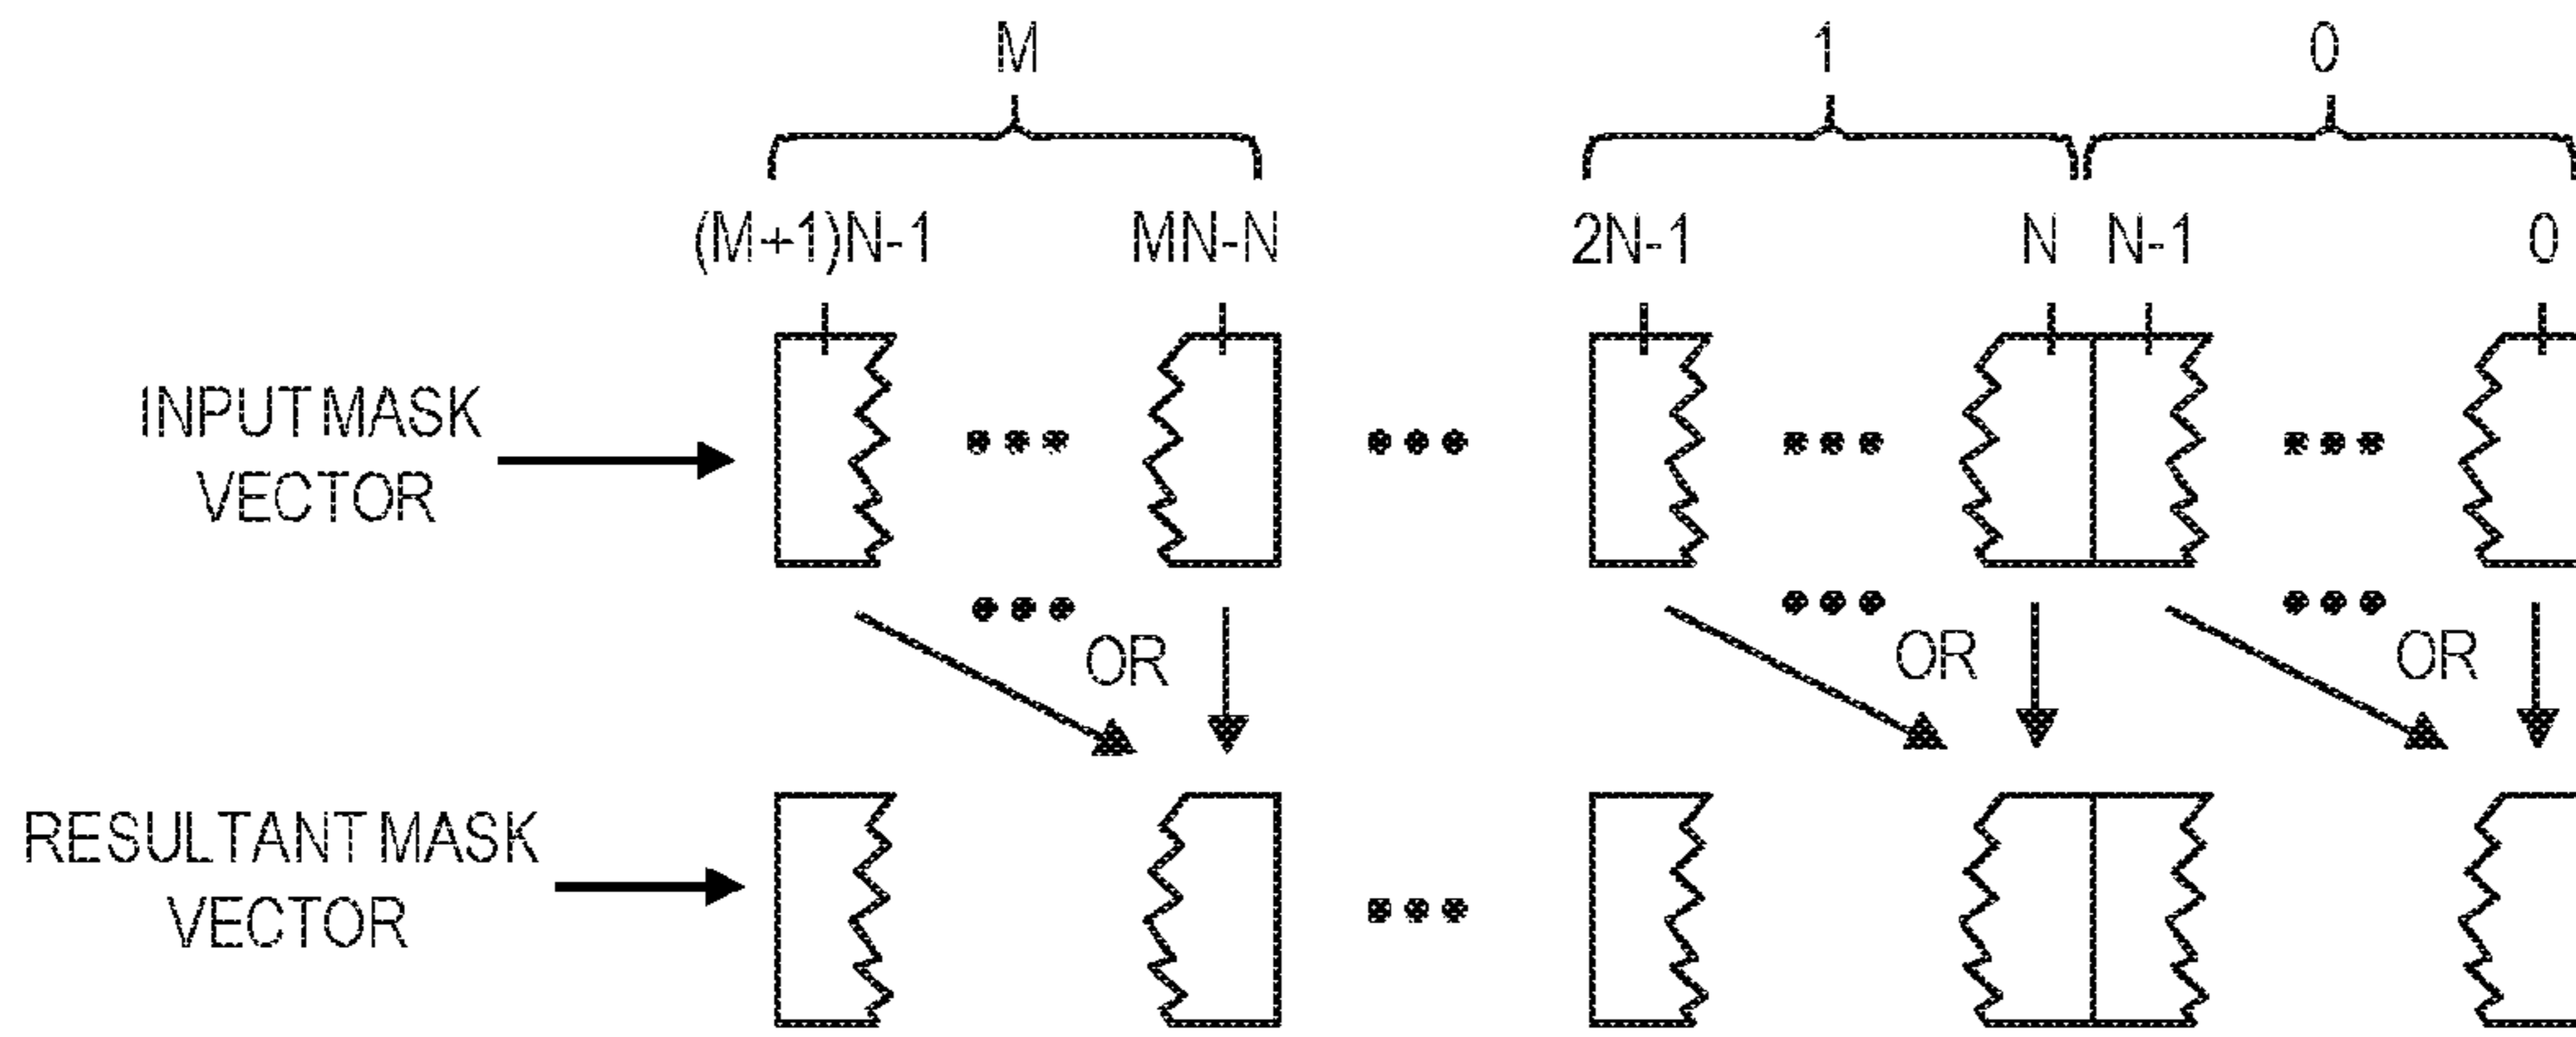 M 1 0
(M+1)N-1 MN-N 2N-1 N N-1 0
INPUT MASK
VECTOR
OR OR OR
RESULTANT MASK
VECTOR